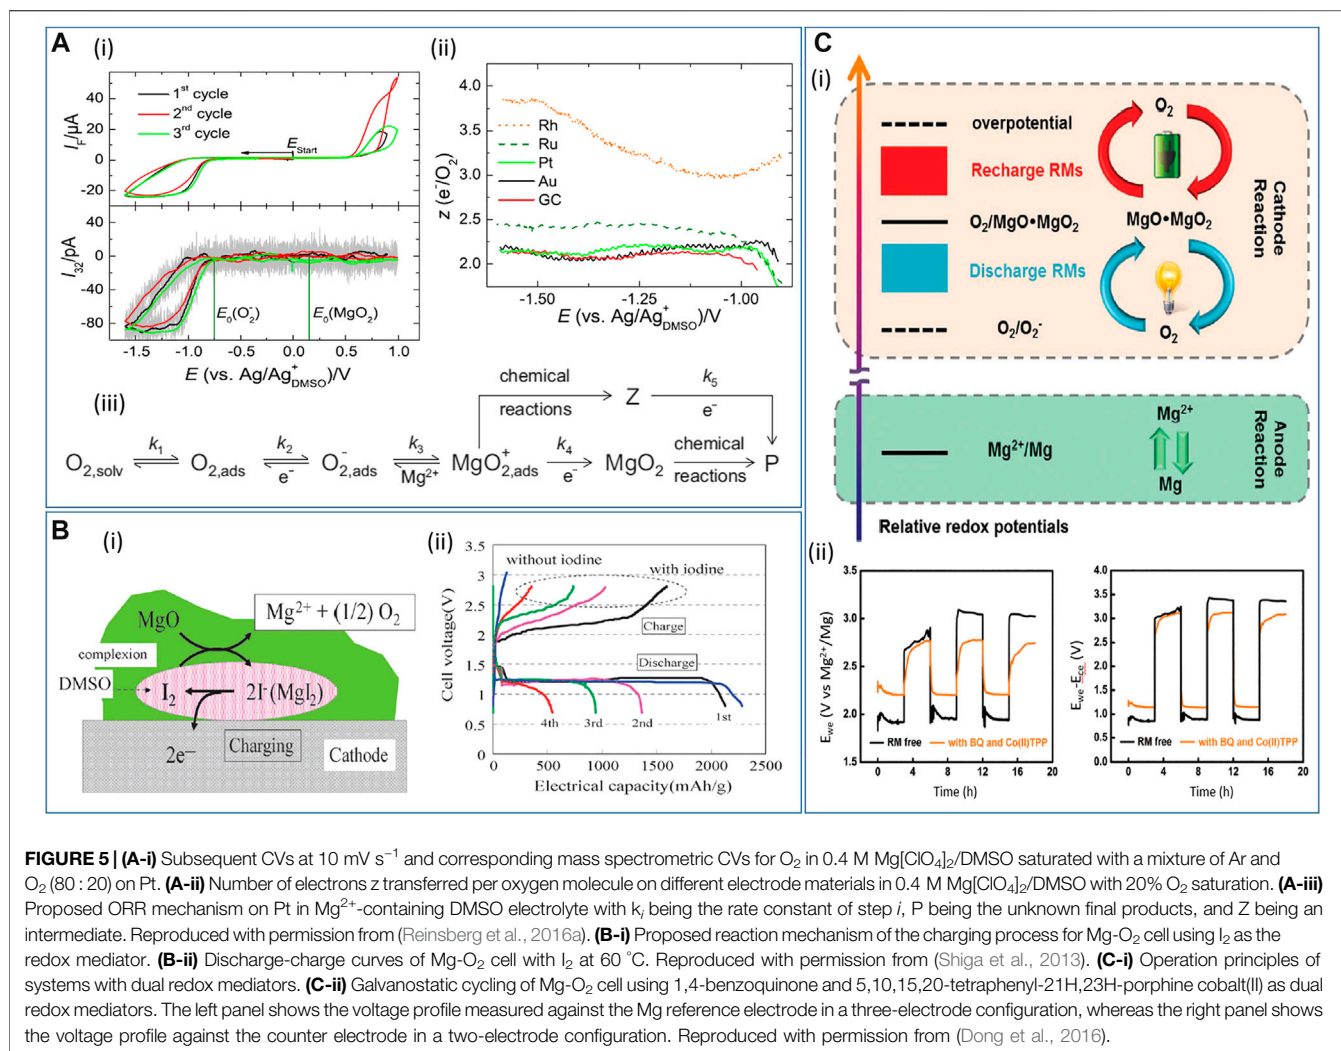 A
(i)
1st cycle
2nd cycle
3rd cycle
EStart
IF/µA
40
20
0
-20
I32/pA
0
-40
-80
E0(O2-)
E0(MgO2)
-1.5 -1.0 -0.5 0.0 0.5 1.0
E (vs. Ag/Ag+DMSO)/V
(ii)
z (e-/O2)
4.0
3.5
3.0
2.5
2.0
Rh
Ru
Pt
Au
GC
-1.50 -1.25 -1.00
E (vs. Ag/Ag+DMSO)/V
(iii)
chemical
reactions
Z
k5
e-
O2,solv k1 O2,ads k2 e- O2,ads- k3 Mg2+ MgO2,ads+ k4 e- MgO2 chemical reactions P
B
(i)
MgO
Mg2+ + (1/2) O2
complexion
DMSO
I2
2I-(MgI2)
2e-
Charging
Cathode
(ii)
Cell voltage(V)
3.5
3
2.5
2
1.5
1
0.5
0
without iodine
with iodine
Charge
Discharge
4th 3rd 2nd 1st
0 500 1000 1500 2000 2500
Electrical capacity(mAh/g)
C
(i)
overpotential
Recharge RMs
O2/MgO•MgO2
Discharge RMs
O2/O2-
O2
MgO•MgO2
O2
Cathode
Reaction
Mg2+/Mg
Mg2+
Mg
Anode
Reaction
Relative redox potentials
(ii)
Ewe (V vs Mg2+/Mg)
3.5
3.0
2.5
2.0
1.5
RM free
with BQ and Co(II)TPP
0 4 8 12 16 20
Time (h)
Ewe-Ece (V)
4.0
3.5
3.0
2.5
2.0
1.5
1.0
0.5
0.0
RM free
with BQ and Co(II)TPP
0 4 8 12 16 20
Time (h)
FIGURE 5 | (A-i) Subsequent CVs at 10 mV s−1 and corresponding mass spectrometric CVs for O2 in 0.4 M Mg[ClO4]2/DMSO saturated with a mixture of Ar and
O2 (80 : 20) on Pt. (A-ii) Number of electrons z transferred per oxygen molecule on different electrode materials in 0.4 M Mg[ClO4]2/DMSO with 20% O2 saturation. (A-iii)
Proposed ORR mechanism on Pt in Mg2+-containing DMSO electrolyte with ki being the rate constant of step i, P being the unknown final products, and Z being an
intermediate. Reproduced with permission from (Reinsberg et al., 2016a). (B-i) Proposed reaction mechanism of the charging process for Mg-O2 cell using I2 as the
redox mediator. (B-ii) Discharge-charge curves of Mg-O2 cell with I2 at 60 °C. Reproduced with permission from (Shiga et al., 2013). (C-i) Operation principles of
systems with dual redox mediators. (C-ii) Galvanostatic cycling of Mg-O2 cell using 1,4-benzoquinone and 5,10,15,20-tetraphenyl-21H,23H-porphine cobalt(II) as dual
redox mediators. The left panel shows the voltage profile measured against the Mg reference electrode in a three-electrode configuration, whereas the right panel shows
the voltage profile against the counter electrode in a two-electrode configuration. Reproduced with permission from (Dong et al., 2016).